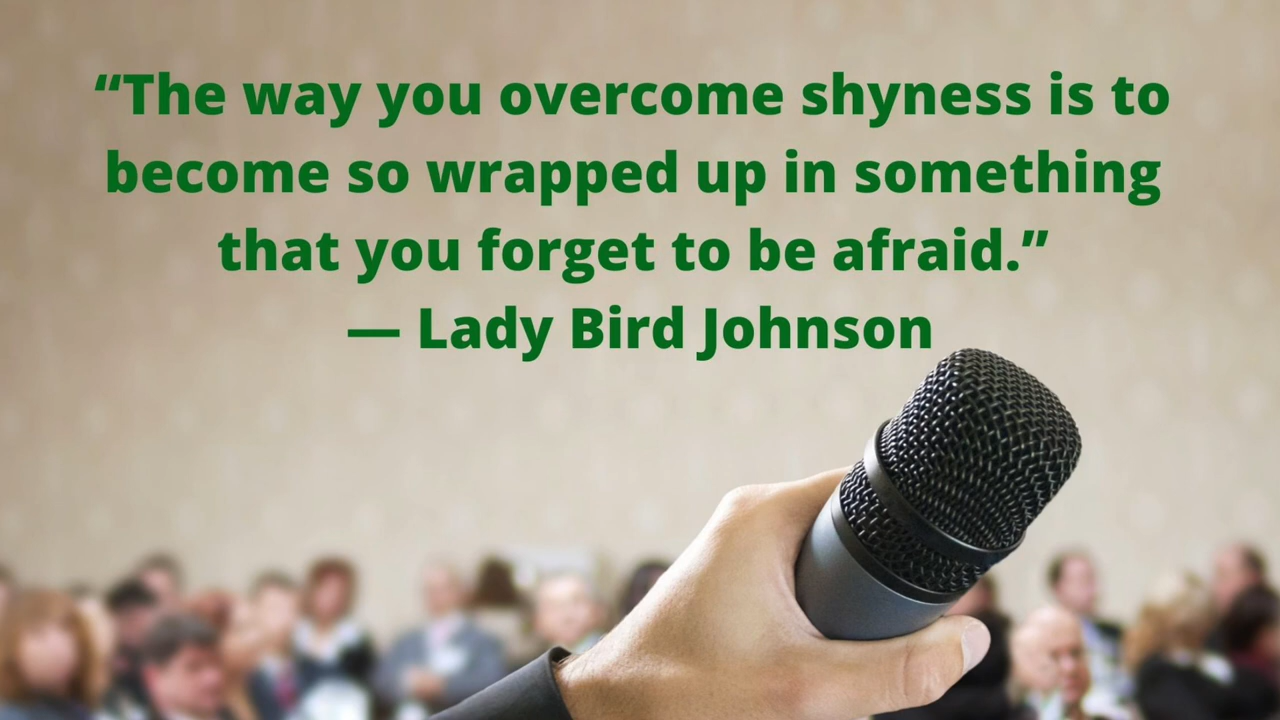 “The way you overcome shyness is to
become so wrapped up in something
that you forget to be afraid.”
— Lady Bird Johnson